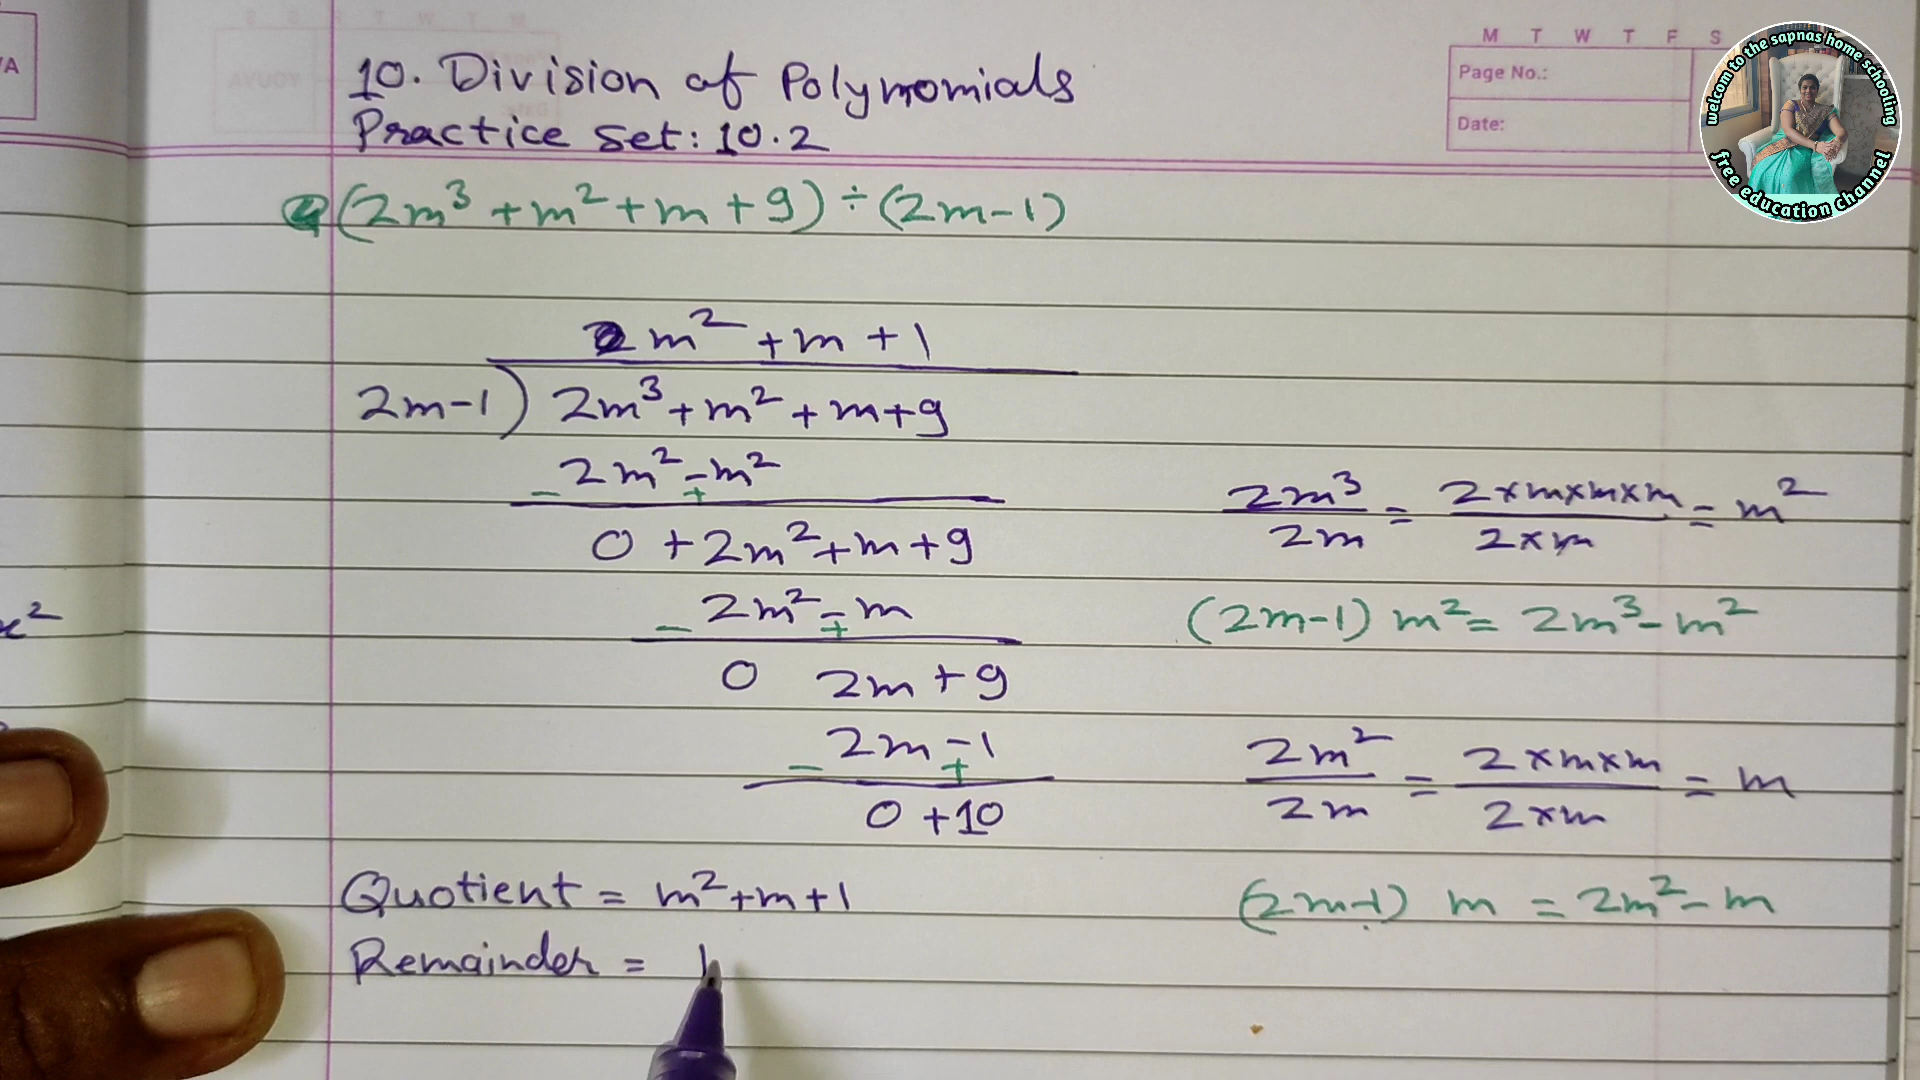 M T W T F S
Page No.:
Date:
welcom to the sapnas home schooling
free education channel
10. Division of Polynomials
Practice Set: 10.2
(2m³ + m² + m + 9) ÷ (2m - 1)
m² + m + 1
2m-1 ) 2m³ + m² + m + 9
2m² - m²
- +
0 + 2m² + m + 9
2m² - m
- +
0 2m + 9
2m - 1
- +
0 + 10
2m³/2m = 2×m×m×m/2×m = m²
(2m-1) m² = 2m³ - m²
2m²/2m = 2×m×m/2×m = m
(2m-1) m = 2m² - m
Quotient = m² + m + 1
Remainder = 1